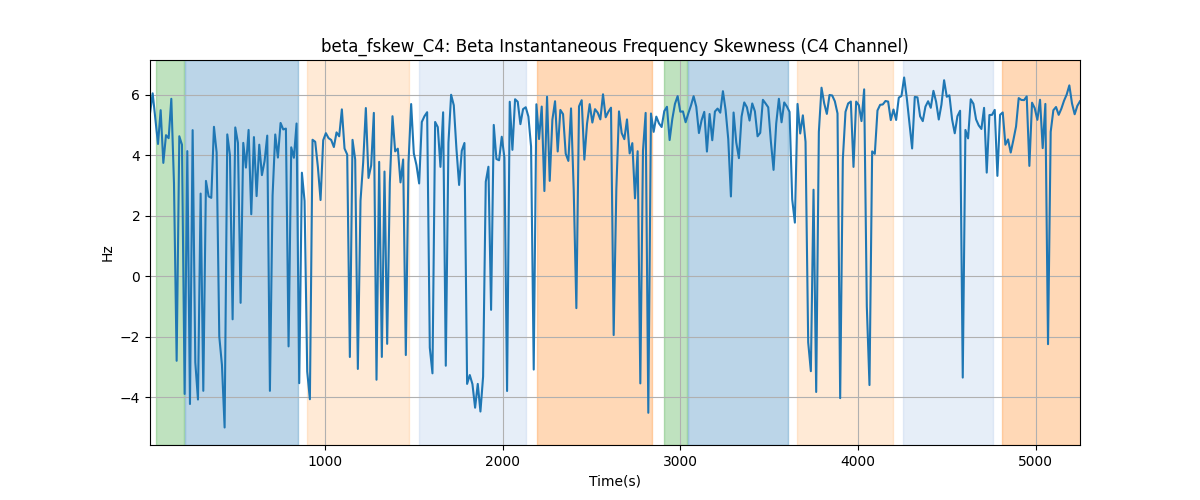 beta_fskew_C4: Beta Instantaneous Frequency Skewness (C4 Channel)
6
4
2
0
−2
−4
Hz
1000 2000 3000 4000 5000
Time(s)